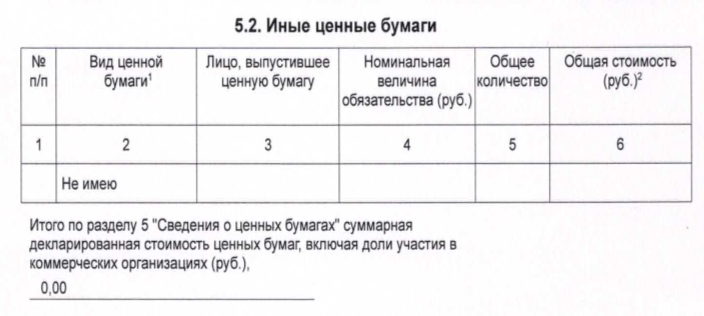 5.2. Иные ценные бумаги
№ п/п
Вид ценной бумаги¹
Лицо, выпустившее ценную бумагу
Номинальная величина обязательства (руб.)
Общее количество
Общая стоимость (руб.)²
1 2 3 4 5 6
Не имею
Итого по разделу 5 "Сведения о ценных бумагах" суммарная
декларированная стоимость ценных бумаг, включая доли участия в
коммерческих организациях (руб.),
0,00